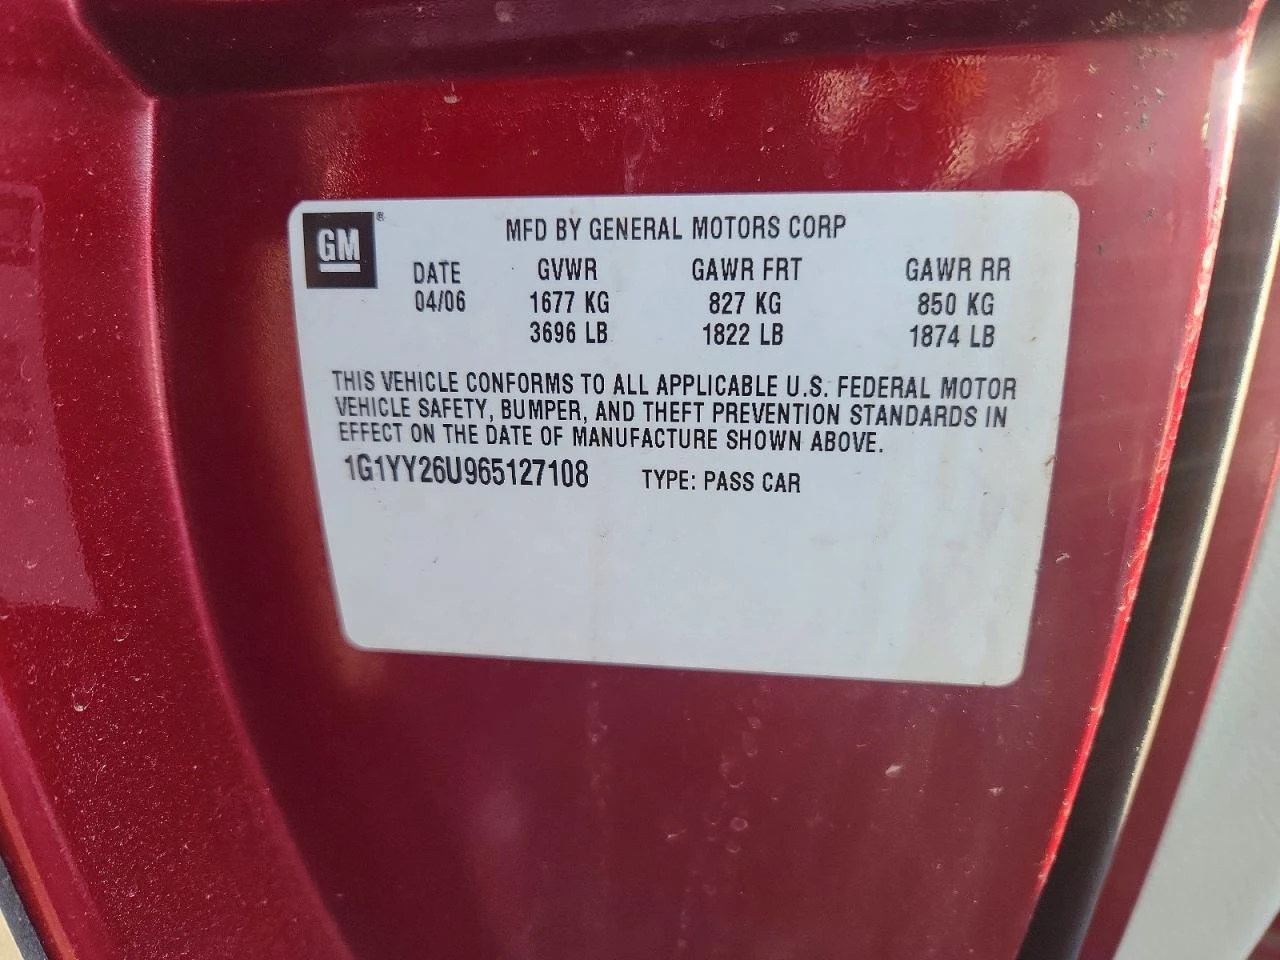 GM ®
MFD BY GENERAL MOTORS CORP
DATE GVWR GAWR FRT GAWR RR
04/06 1677 KG 827 KG 850 KG
3696 LB 1822 LB 1874 LB
THIS VEHICLE CONFORMS TO ALL APPLICABLE U.S. FEDERAL MOTOR
VEHICLE SAFETY, BUMPER, AND THEFT PREVENTION STANDARDS IN
EFFECT ON THE DATE OF MANUFACTURE SHOWN ABOVE.
1G1YY26U965127108 TYPE: PASS CAR